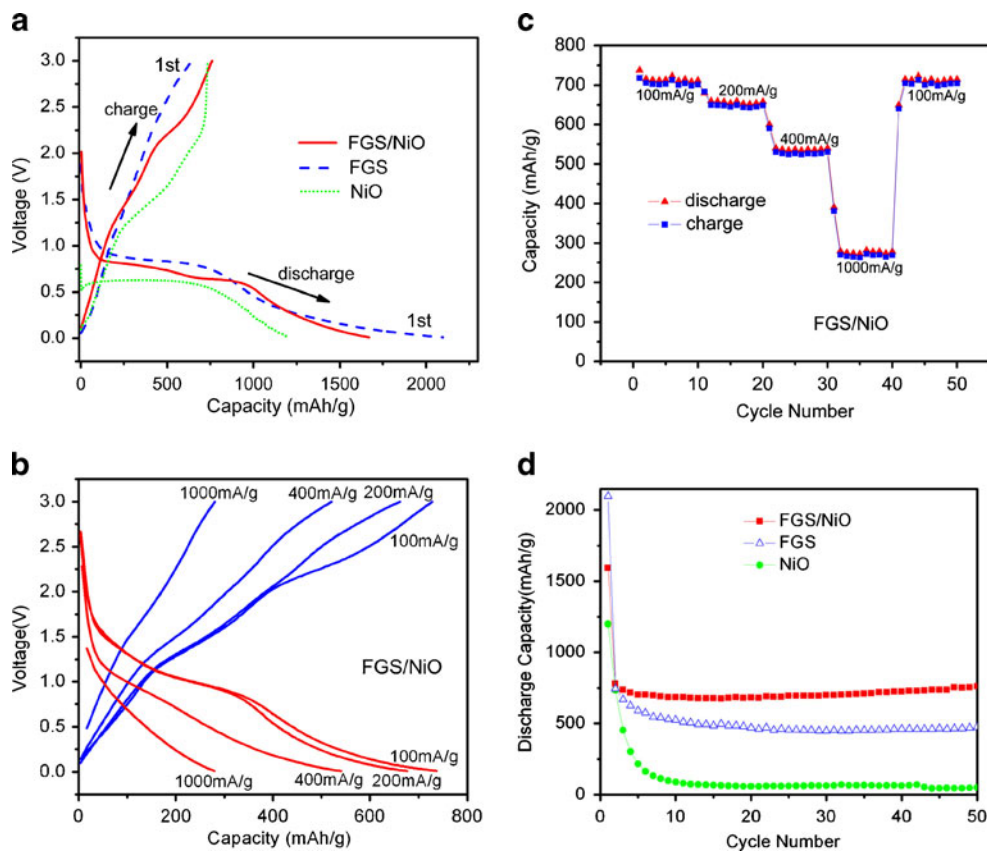 a
3.0
2.5
2.0
1.5
1.0
0.5
0.0
Voltage (V)
1st
charge
FGS/NiO
FGS
NiO
discharge
1st
0 500 1000 1500 2000
Capacity (mAh/g)
c
800
700
600
500
400
300
200
100
0
Capacity (mAh/g)
100mA/g
200mA/g
400mA/g
1000mA/g
100mA/g
discharge
charge
FGS/NiO
0 10 20 30 40 50
Cycle Number
b
3.0
2.5
2.0
1.5
1.0
0.5
0.0
Voltage(V)
1000mA/g 400mA/g 200mA/g
100mA/g
FGS/NiO
100mA/g
1000mA/g 400mA/g 200mA/g
0 200 400 600 800
Capacity (mAh/g)
d
2000
1500
1000
500
0
Discharge Capacity(mAh/g)
FGS/NiO
FGS
NiO
0 10 20 30 40 50
Cycle Number